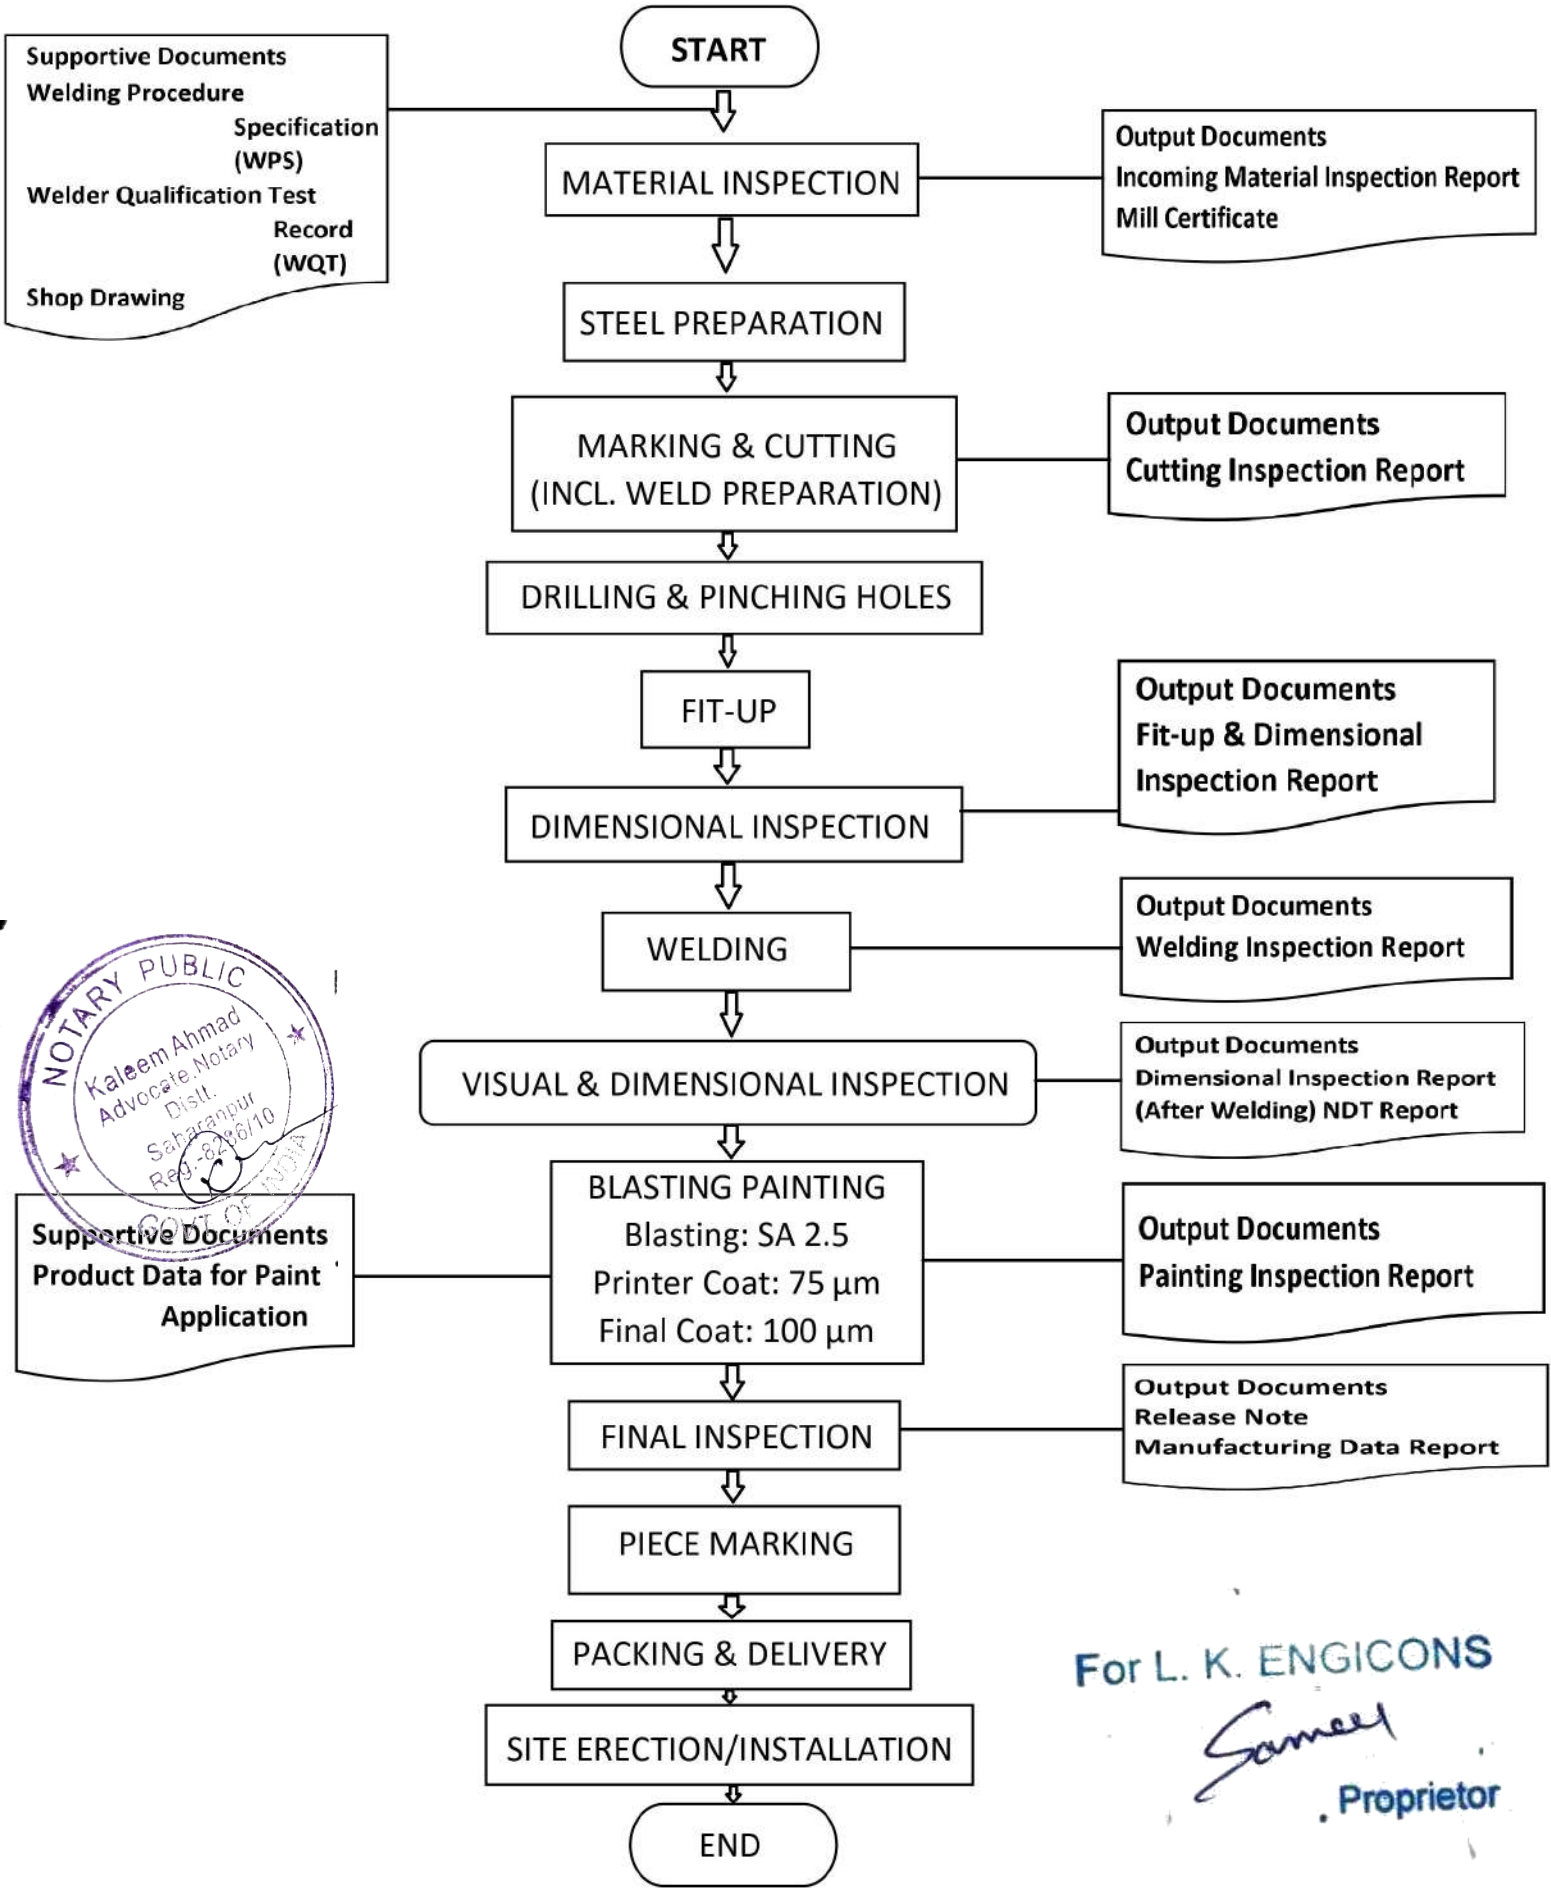 START
Supportive Documents
Welding Procedure
Specification
(WPS)
Welder Qualification Test
Record
(WQT)
Shop Drawing
MATERIAL INSPECTION
Output Documents
Incoming Material Inspection Report
Mill Certificate
STEEL PREPARATION
MARKING & CUTTING
(INCL. WELD PREPARATION)
Output Documents
Cutting Inspection Report
DRILLING & PINCHING HOLES
FIT-UP
Output Documents
Fit-up & Dimensional
Inspection Report
DIMENSIONAL INSPECTION
WELDING
Output Documents
Welding Inspection Report
NOTARY PUBLIC
Kaleem Ahmad
Advocate.Notary
Distt.
Saharanpur
Reg.-8286/10
GOVT OF INDIA
VISUAL & DIMENSIONAL INSPECTION
Output Documents
Dimensional Inspection Report
(After Welding) NDT Report
BLASTING PAINTING
Blasting: SA 2.5
Printer Coat: 75 µm
Final Coat: 100 µm
Supportive Documents
Product Data for Paint
Application
Output Documents
Painting Inspection Report
FINAL INSPECTION
Output Documents
Release Note
Manufacturing Data Report
PIECE MARKING
PACKING & DELIVERY
SITE ERECTION/INSTALLATION
END
For L. K. ENGICONS
Proprietor